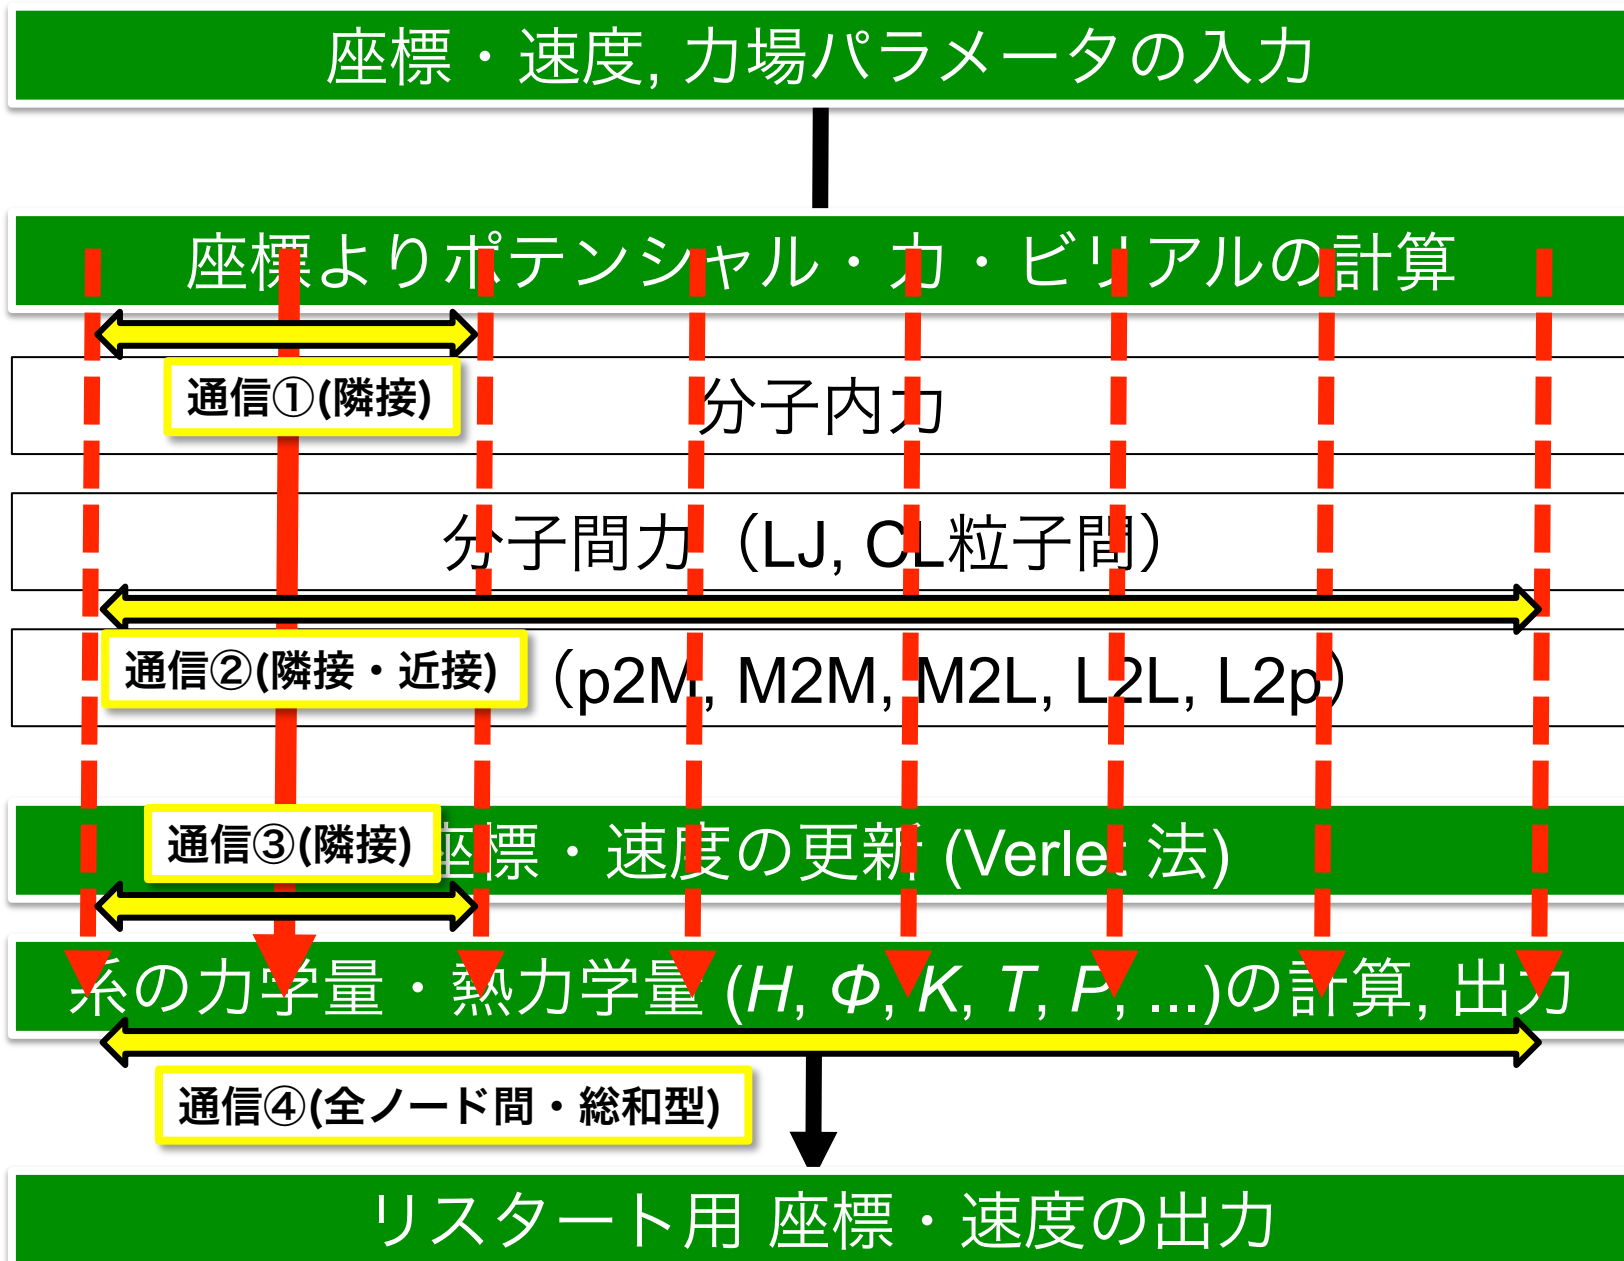 座標・速度, 力場パラメータの入力
座標よりポテンシャル・力・ビリアルの計算
通信①(隣接)
分子内力
分子間力（LJ, CL粒子間）
通信②(隣接・近接)
（p2M, M2M, M2L, L2L, L2p）
通信③(隣接)
座標・速度の更新 (Verlet 法)
系の力学量・熱力学量 (H, Φ, K, T, P, ...)の計算, 出力
通信④(全ノード間・総和型)
リスタート用 座標・速度の出力